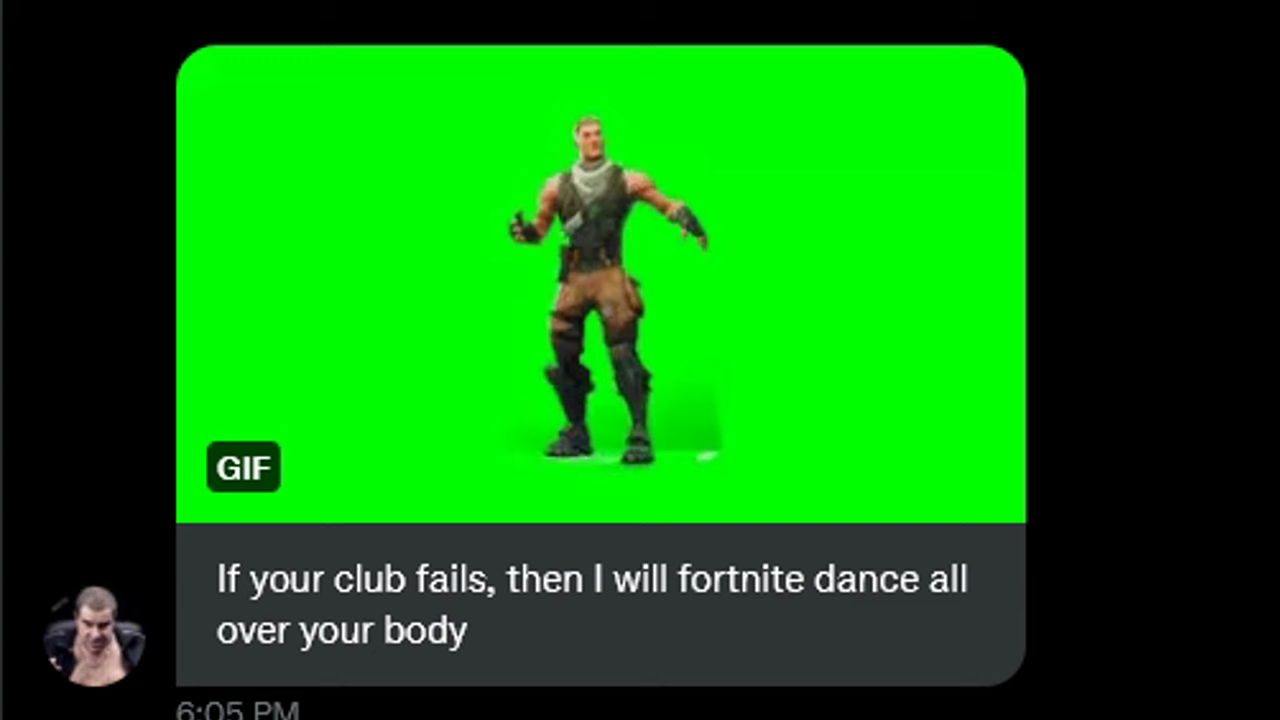 GIF
If your club fails, then I will fortnite dance all
over your body
6:05 PM